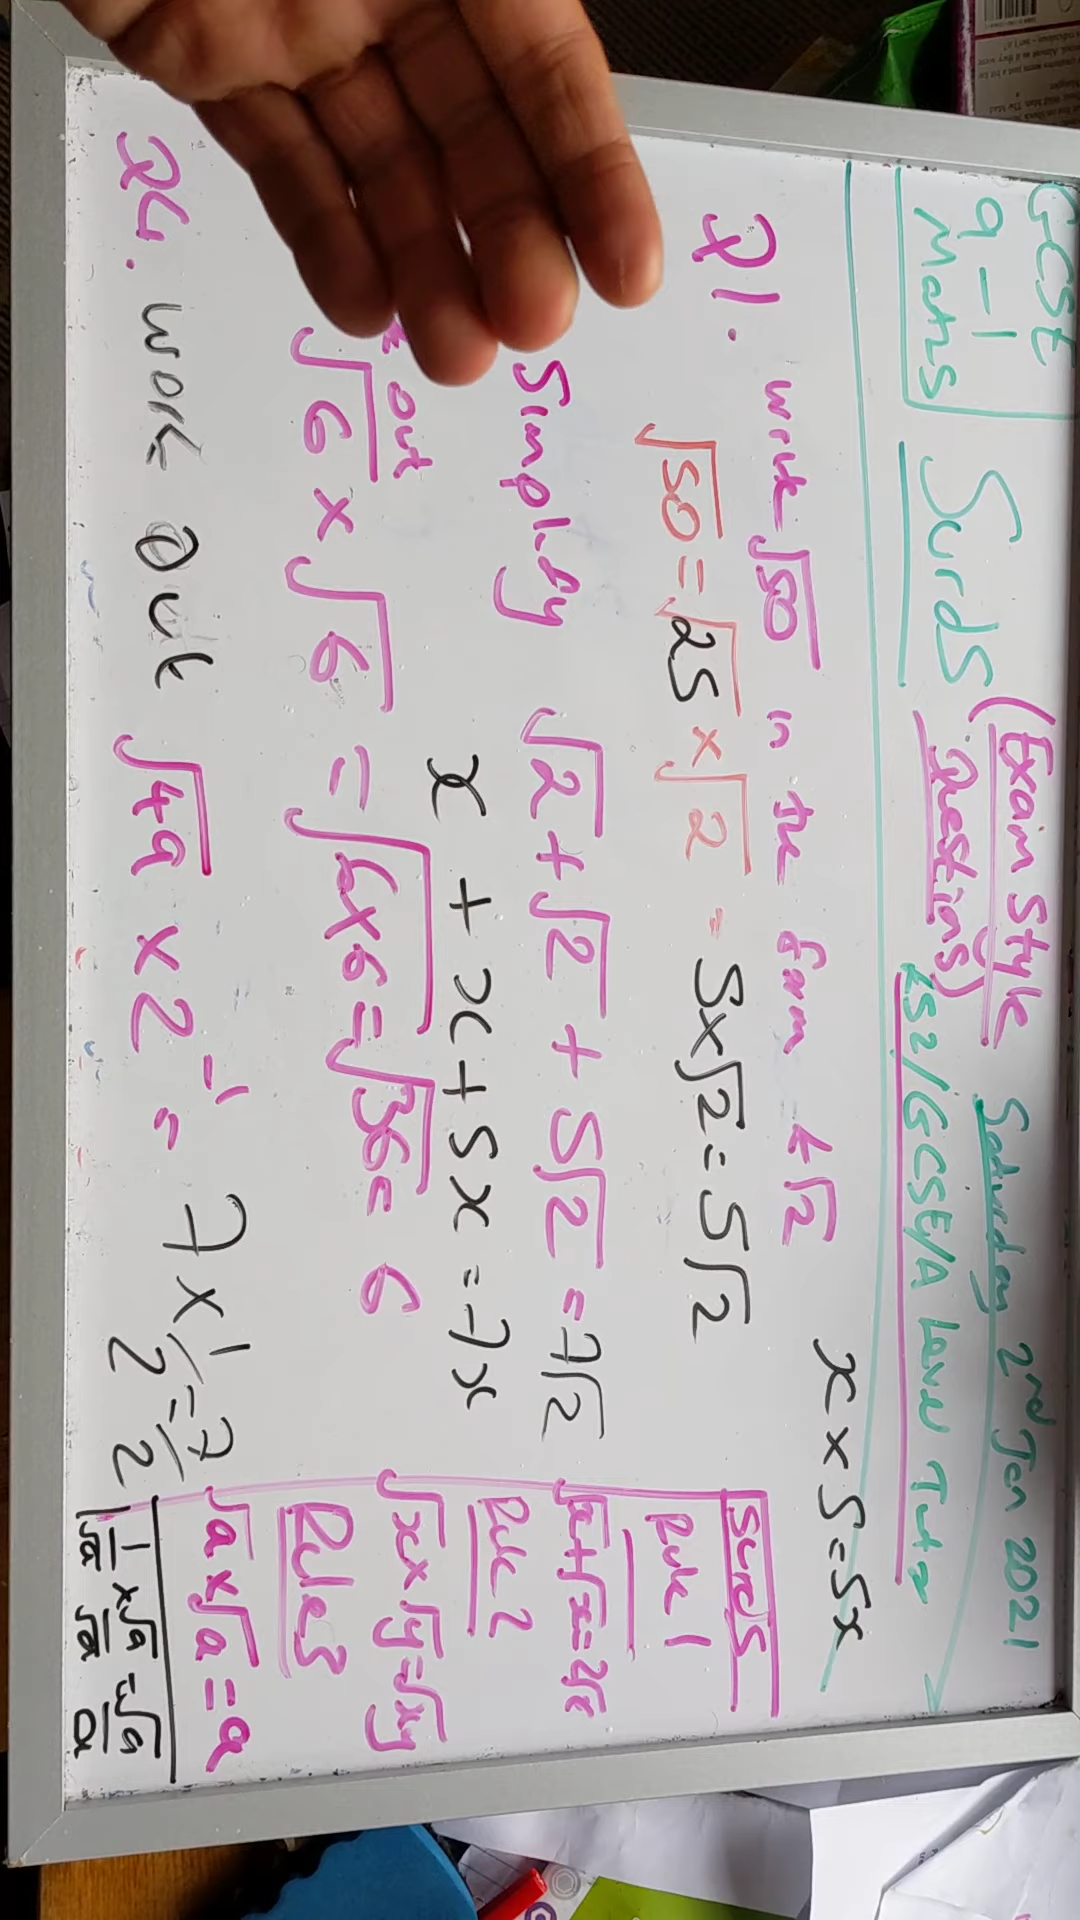 GCSE
9-1
Maths
Surds (Exam Style
Questions)
Saturday 2nd Jan 2021
KS2/GCSE/A Level Tutor
x × 5 = 5x
Q1. write √50 in the form k√2
√50 = √25 × √2 = 5×√2 = 5√2
Simplify √2 + √2 + 5√2 = 7√2
x + x + 5x = 7x
out
√6 × √6 = √6×6 = √36 = 6
Q4. work out √49 × 2⁻¹ = 7 × 1/2 = 7/2
Surds
Rule 1
√x + √x = 2√x
Rule 2
√x × √y = √xy
Rule 3
√a × √a = a
1/√a × √a/√a = √a/a